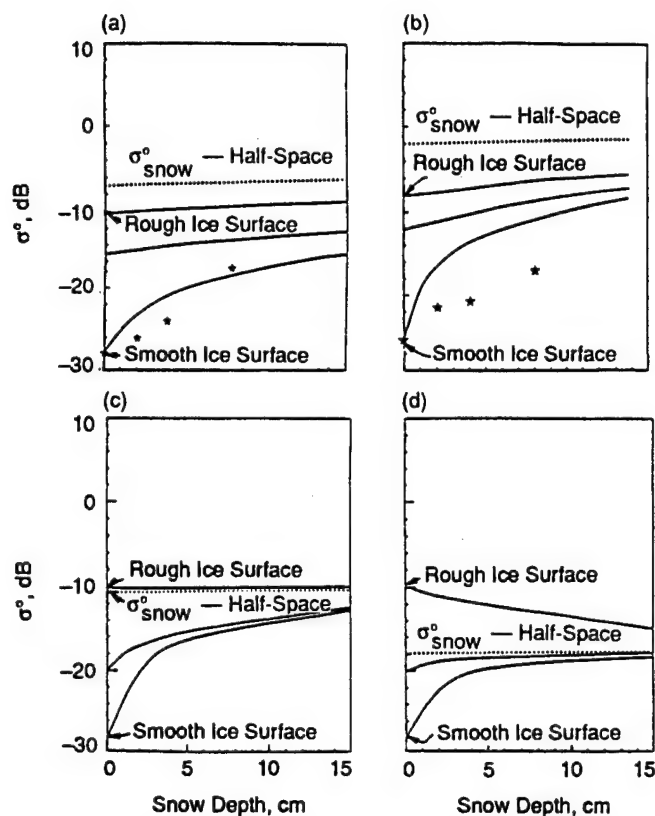 (a)
(b)
10
0
-10
-20
-30
σ°, dB
σ°snow — Half-Space
Rough Ice Surface
Smooth Ice Surface
σ°snow — Half-Space
Rough Ice Surface
Smooth Ice Surface
(c)
(d)
10
0
-10
-20
-30
σ°, dB
Rough Ice Surface
σ°snow — Half-Space
Smooth Ice Surface
Rough Ice Surface
σ°snow — Half-Space
Smooth Ice Surface
0 5 10 15
0 5 10 15
Snow Depth, cm
Snow Depth, cm